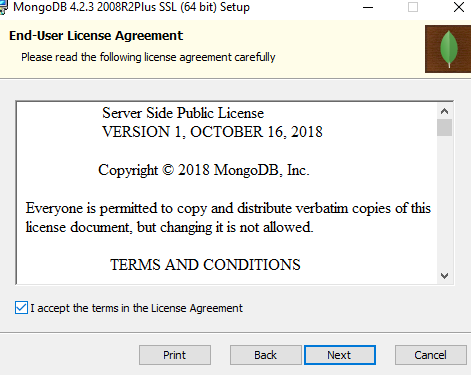 MongoDB 4.2.3 2008R2Plus SSL (64 bit) Setup
End-User License Agreement
Please read the following license agreement carefully
Server Side Public License
VERSION 1, OCTOBER 16, 2018
Copyright © 2018 MongoDB, Inc.
Everyone is permitted to copy and distribute verbatim copies of this
license document, but changing it is not allowed.
TERMS AND CONDITIONS
I accept the terms in the License Agreement
Print Back Next Cancel